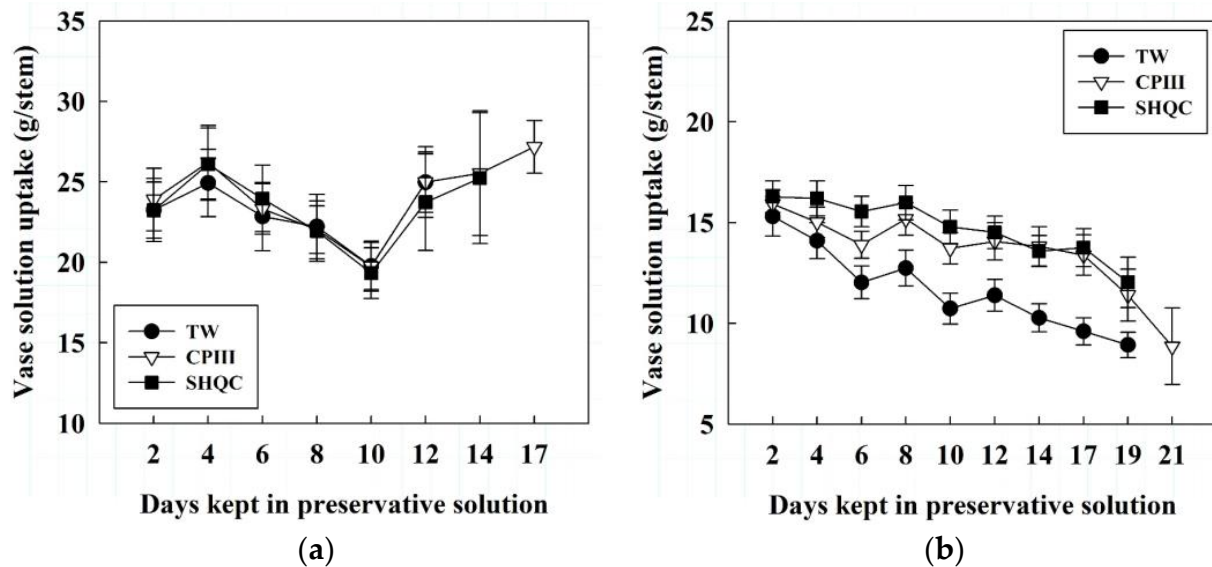 Vase solution uptake (g/stem)
35
30
25
20
15
10
TW
CPIII
SHQC
2 4 6 8 10 12 14 17
Days kept in preservative solution
(a)
Vase solution uptake (g/stem)
25
20
15
10
5
TW
CPIII
SHQC
2 4 6 8 10 12 14 17 19 21
Days kept in preservative solution
(b)